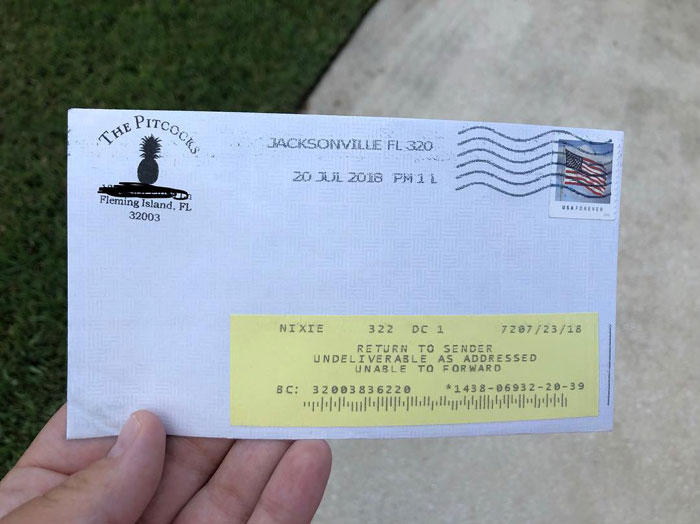 THE PITCOCKS
Fleming Island, FL
32003
JACKSONVILLE FL 320
20 JUL 2018 PM 1 L
USA FOREVER
NIXIE 322 DC 1 7207/23/18
RETURN TO SENDER
UNDELIVERABLE AS ADDRESSED
UNABLE TO FORWARD
BC: 32003836220 *1438-06932-20-39